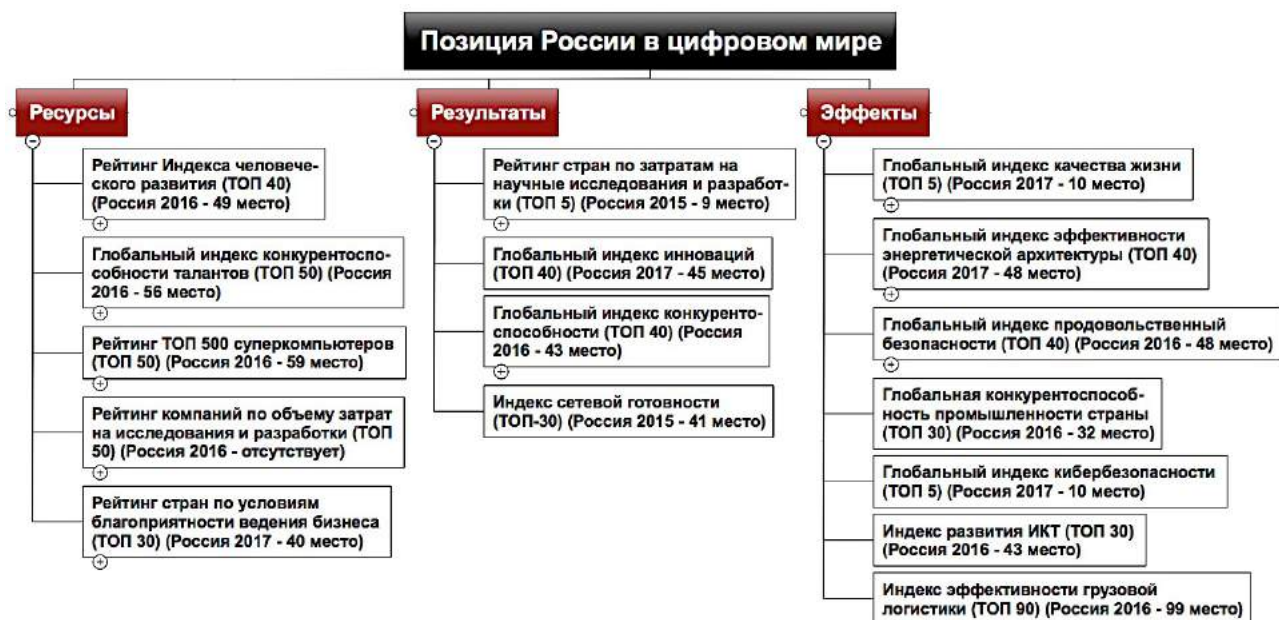 Позиция России в цифровом мире
Ресурсы
Рейтинг Индекса человече-
ского развития (ТОП 40)
(Россия 2016 - 49 место)
Глобальный индекс конкурентоспо-
собности талантов (ТОП 50) (Россия
2016 - 56 место)
Рейтинг ТОП 500 суперкомпьютеров
(ТОП 50) (Россия 2016 - 59 место)
Рейтинг компаний по объему затрат
на исследования и разработки (ТОП
50) (Россия 2016 - отсутствует)
Рейтинг стран по условиям
благоприятности ведения бизнеса
(ТОП 30) (Россия 2017 - 40 место)
Результаты
Рейтинг стран по затратам на
научные исследования и разработ-
ки (ТОП 5) (Россия 2015 - 9 место)
Глобальный индекс инноваций
(ТОП 40) (Россия 2017 - 45 место)
Глобальный индекс конкуренто-
способности (ТОП 40) (Россия
2016 - 43 место)
Индекс сетевой готовности
(ТОП-30) (Россия 2015 - 41 место)
Эффекты
Глобальный индекс качества жизни
(ТОП 5) (Россия 2017 - 10 место)
Глобальный индекс эффективности
энергетической архитектуры (ТОП 40)
(Россия 2017 - 48 место)
Глобальный индекс продовольственный
безопасности (ТОП 40) (Россия 2016 - 48 место)
Глобальная конкурентоспособ-
ность промышленности страны
(ТОП 30) (Россия 2016 - 32 место)
Глобальный индекс кибербезопасности
(ТОП 5) (Россия 2017 - 10 место)
Индекс развития ИКТ (ТОП 30)
(Россия 2016 - 43 место)
Индекс эффективности грузовой
логистики (ТОП 90) (Россия 2016 - 99 место)